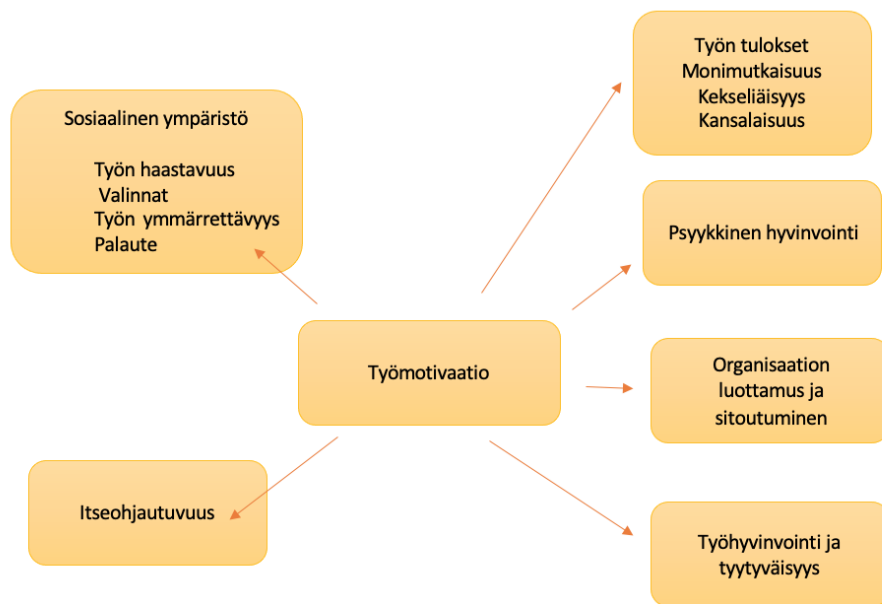 Sosiaalinen ympäristö
Työn haastavuus
Valinnat
Työn ymmärrettävyys
Palaute
Työn tulokset
Monimutkaisuus
Kekseliäisyys
Kansalaisuus
Psyykkinen hyvinvointi
Työmotivaatio
Organisaation
luottamus ja
sitoutuminen
Itseohjautuvuus
Työhyvinvointi ja
tyytyväisyys